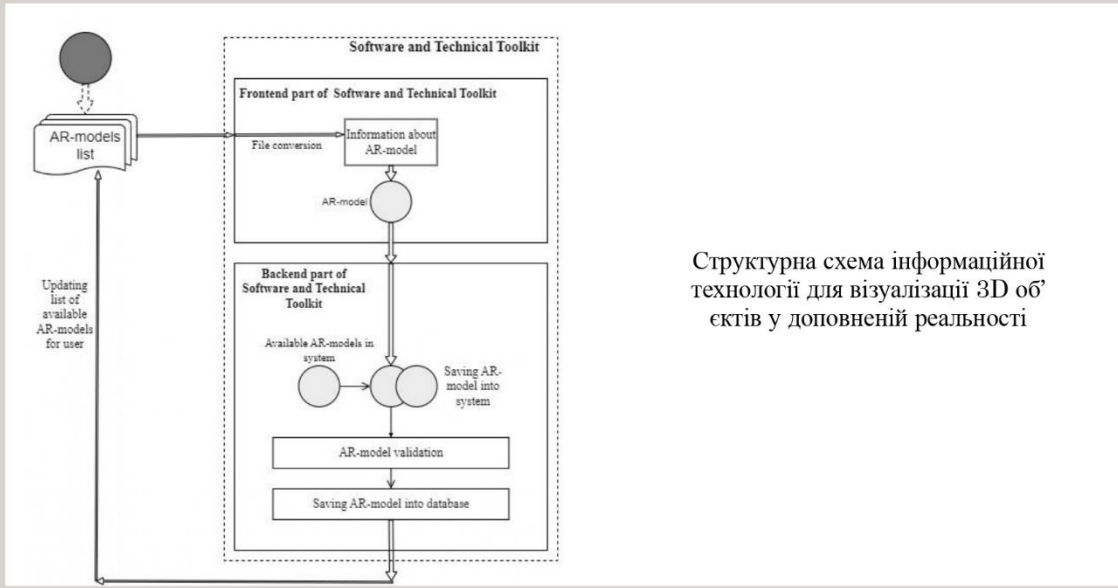 Software and Technical Toolkit
Frontend part of Software and Technical Toolkit
AR-models
list
File conversion
Information about
AR-model
AR-model
Backend part of
Software and Technical
Toolkit
Updating
list of
available
AR-models
for user
Available AR-models in
system
Saving AR-
model into
system
AR-model validation
Saving AR-model into database
Структурна схема інформаційної
технології для візуалізації 3D об’
єктів у доповненій реальності